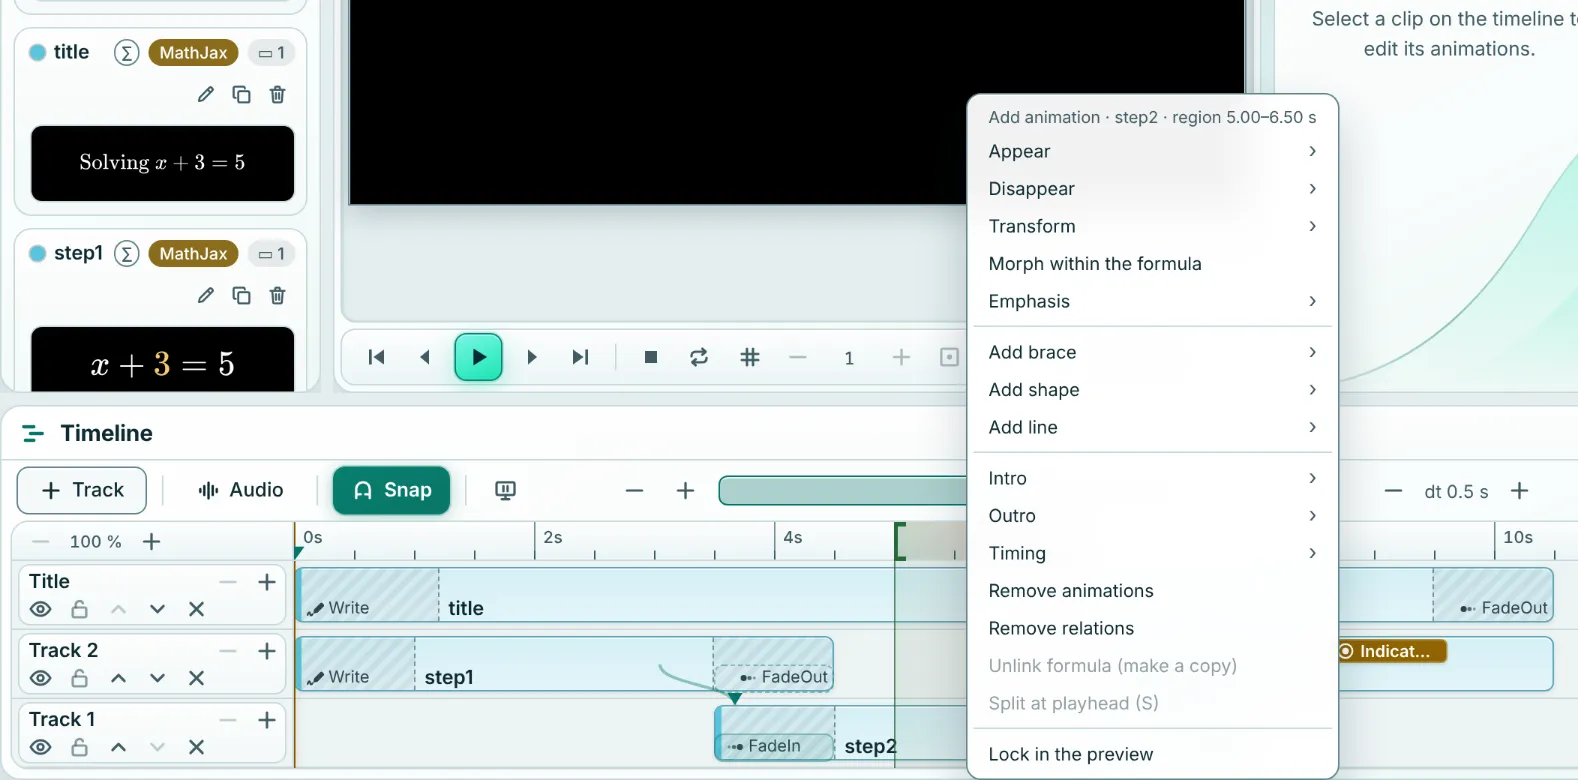 title Σ MathJax 1
Solving x + 3 = 5
step1 Σ MathJax 1
x + 3 = 5
Select a clip on the timeline
edit its animations.
1
Add animation · step2 · region 5.00–6.50 s
Appear
Disappear
Transform
Morph within the formula
Emphasis
Add brace
Add shape
Add line
Intro
Outro
Timing
Remove animations
Remove relations
Unlink formula (make a copy)
Split at playhead (S)
Lock in the preview
Timeline
+ Track Audio Snap − + − dt 0.5 s +
− 100 % + 0s 2s 4s 10s
Title − + Write title FadeOut
Track 2 − + Write step1 FadeOut Indicat...
Track 1 − + FadeIn step2